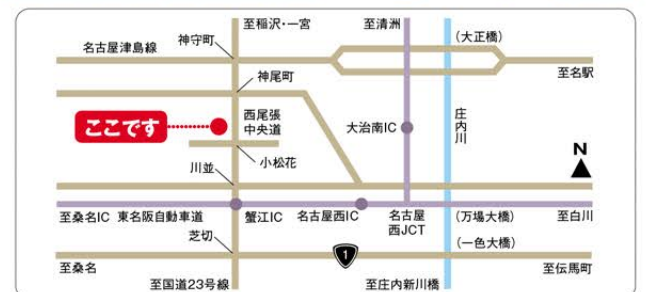 至稲沢・一宮
至清洲
名古屋津島線
神守町
(大正橋)
至名駅
神尾町
ここです
西尾張
中央道
大治南IC
庄内川
N
小松花
川並
至桑名IC
東名阪自動車道
蟹江IC
名古屋西IC
名古屋
西JCT
(万場大橋)
至白川
芝切
(一色大橋)
1
至桑名
至伝馬町
至国道23号線
至庄内新川橋